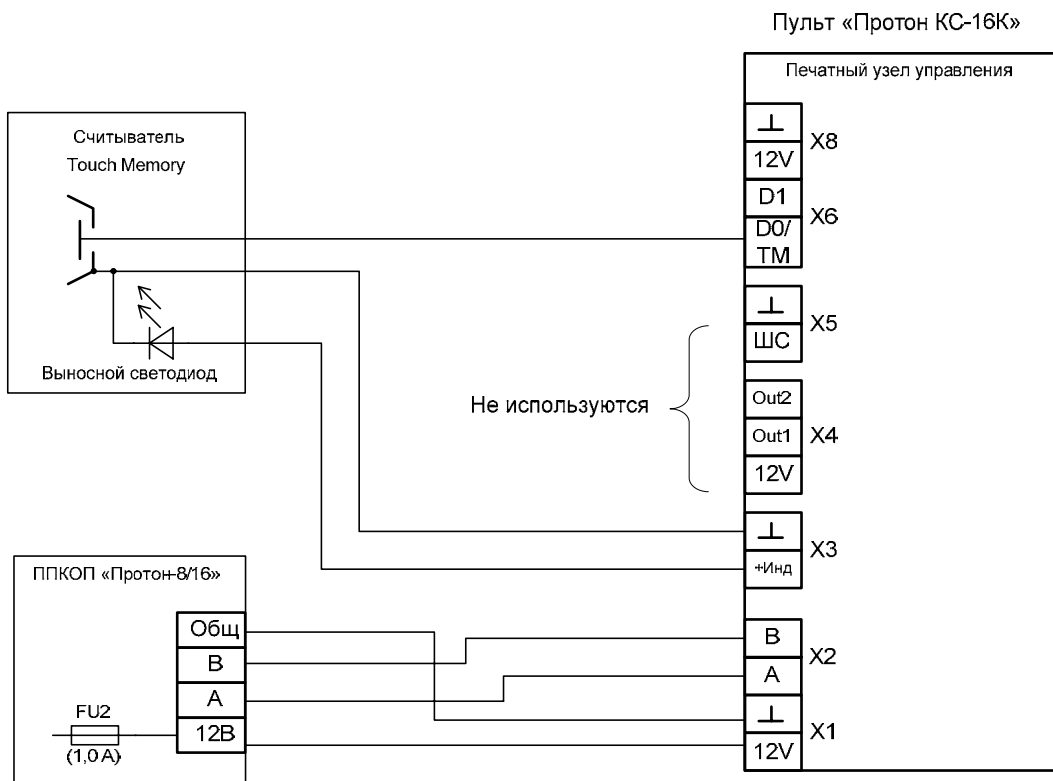 Пульт «Протон КС-16К»
Печатный узел управления
Считыватель
Touch Memory
Выносной светодиод
⊥
12V
X8
D1
D0/
TM
X6
⊥
ШС
X5
Не используются
Out2
Out1
12V
X4
⊥
+Инд
X3
ППКОП «Протон-8/16»
Общ
B
A
12В
FU2
(1,0 A)
B
A
X2
⊥
12V
X1